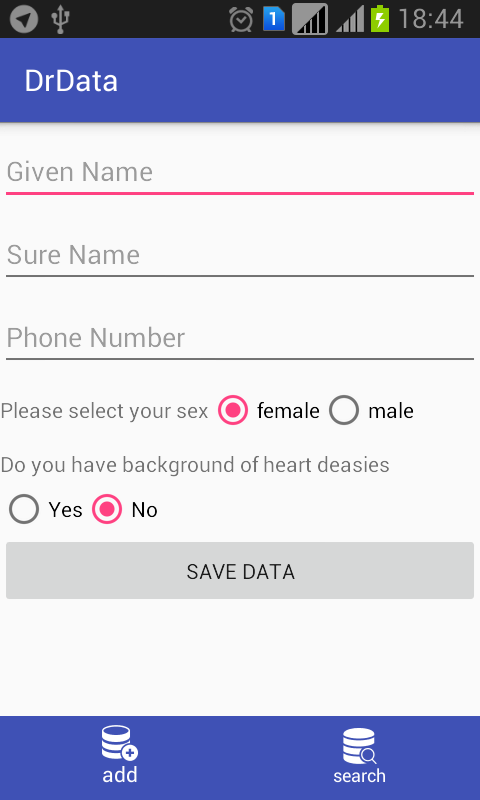 1 18:44
DrData
Given Name
Sure Name
Phone Number
Please select your sex female male
Do you have background of heart deasies
Yes No
SAVE DATA
add search